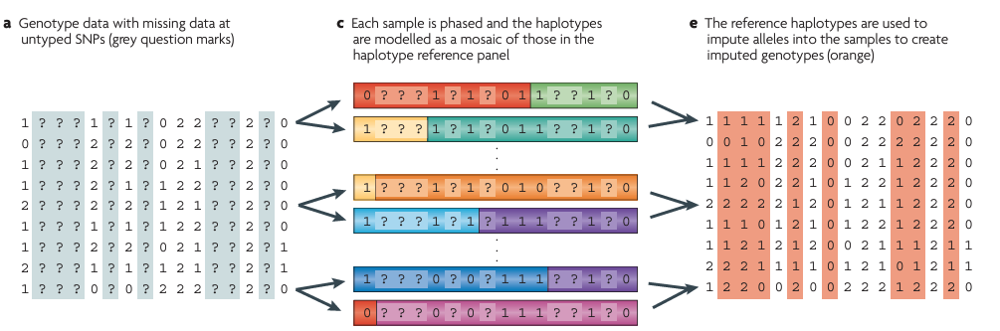 a Genotype data with missing data at
untyped SNPs (grey question marks)
1 ? ? ? 1 ? 1 ? 0 2 2 ? ? 2 ? 0
0 ? ? ? 2 ? 2 ? 0 2 2 ? ? 2 ? 0
1 ? ? ? 2 ? 2 ? 0 2 1 ? ? 2 ? 0
1 ? ? ? 2 ? 1 ? 1 2 2 ? ? 2 ? 0
2 ? ? ? 2 ? 1 ? 1 2 2 ? ? 2 ? 0
1 ? ? ? 1 ? 1 ? 1 2 2 ? ? 2 ? 0
1 ? ? ? 2 ? 2 ? 0 2 1 ? ? 2 ? 1
2 ? ? ? 1 ? 1 ? 1 2 1 ? ? 2 ? 1
1 ? ? ? 0 ? 0 ? 1 2 2 ? ? 2 ? 0
c Each sample is phased and the haplotypes
are modelled as a mosaic of those in the
haplotype reference panel
0 ? ? ? 1 ? 1 ? 0 1 1 ? ? 1 ? 0
1 ? ? ? 1 ? 1 ? 0 1 1 ? ? 1 ? 0
1 ? ? ? 1 ? 1 ? 0 1 0 ? ? 1 ? 0
1 ? ? ? 1 ? 1 ? 1 1 1 ? ? 1 ? 0
1 ? ? ? 0 ? 0 ? 1 1 1 ? ? 1 ? 0
0 ? ? ? 0 ? 0 ? 1 1 1 ? ? 1 ? 0
e The reference haplotypes are used to
impute alleles into the samples to create
imputed genotypes (orange)
1 1 1 1 1 2 1 0 0 2 2 0 2 2 2 0
0 0 1 0 2 2 2 0 0 2 2 1 2 2 2 0
1 1 1 1 2 2 2 0 0 2 1 1 2 2 2 0
1 1 2 0 2 2 1 0 1 2 2 1 2 2 2 0
2 2 2 2 2 2 1 0 1 2 2 1 2 2 2 0
1 1 1 0 1 2 1 0 1 2 2 1 2 2 2 0
1 1 2 1 2 1 2 0 0 2 1 1 1 2 1 1
2 2 2 1 1 1 1 0 1 2 1 0 1 2 1 1
1 2 2 0 0 2 0 0 1 2 2 2 2 2 2 0